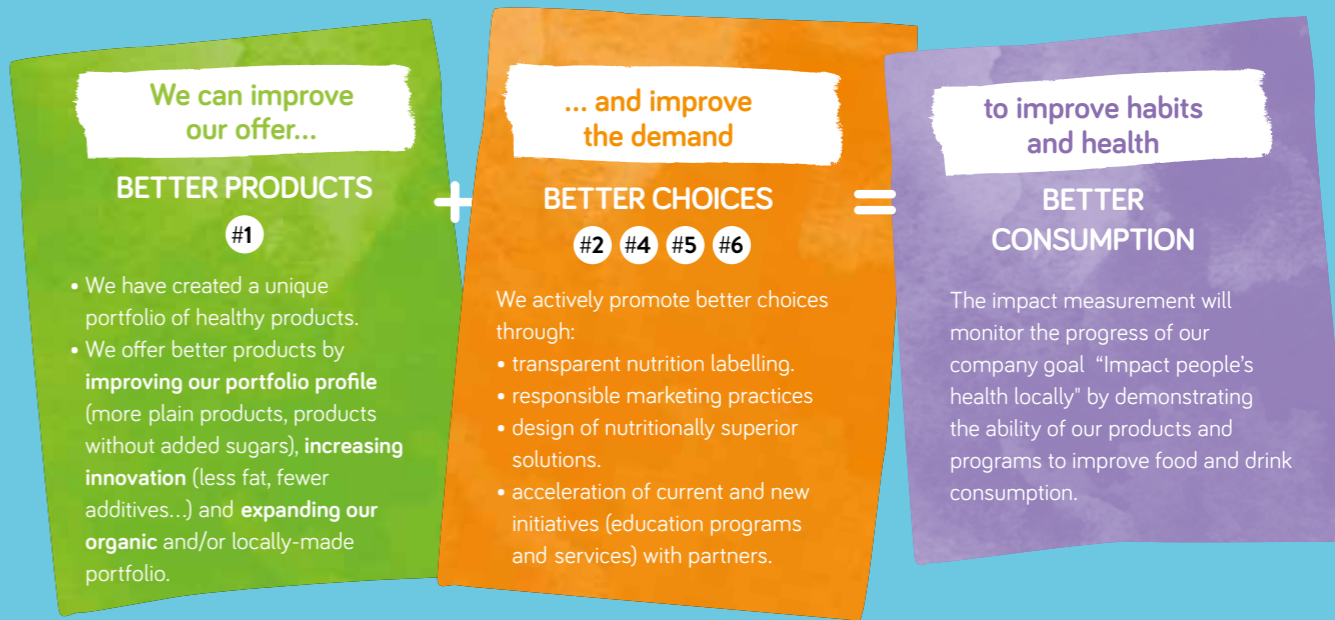 We can improve
our offer...
BETTER PRODUCTS
#1
• We have created a unique
portfolio of healthy products.
• We offer better products by
improving our portfolio profile
(more plain products, products
without added sugars), increasing
innovation (less fat, fewer
additives...) and expanding our
organic and/or locally-made
portfolio.
+
... and improve
the demand
BETTER CHOICES
#2 #4 #5 #6
We actively promote better choices
through:
• transparent nutrition labelling.
• responsible marketing practices
• design of nutritionally superior
solutions.
• acceleration of current and new
initiatives (education programs
and services) with partners.
=
to improve habits
and health
BETTER
CONSUMPTION
The impact measurement will
monitor the progress of our
company goal “Impact people’s
health locally" by demonstrating
the ability of our products and
programs to improve food and drink
consumption.